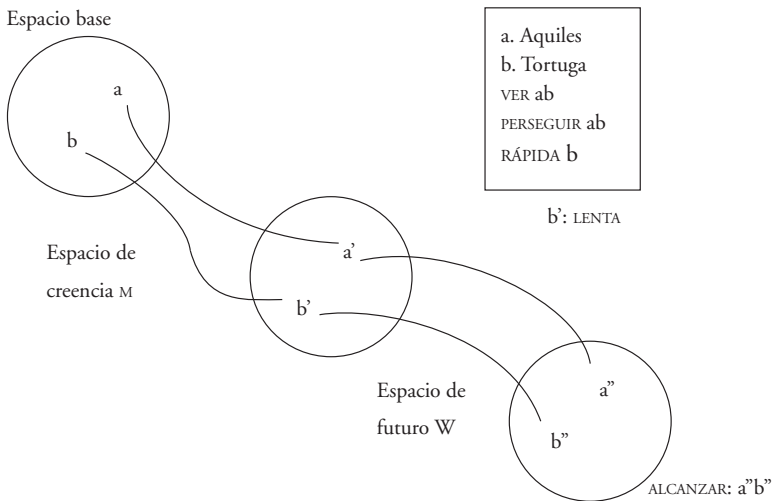 Espacio base
a
b
a. Aquiles
b. Tortuga
VER ab
PERSEGUIR ab
RÁPIDA b
b’: LENTA
Espacio de
creencia M
a’
b’
Espacio de
futuro W
a”
b”
ALCANZAR: a”b”